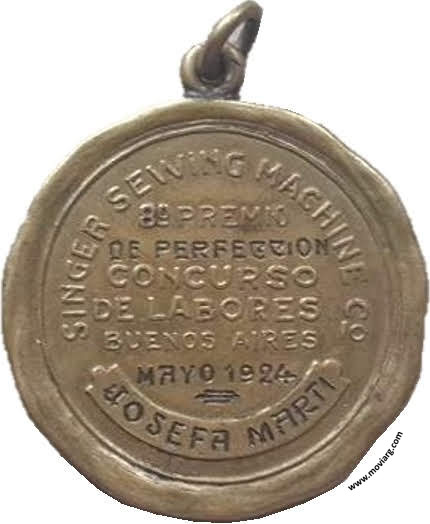 SINGER SEWING MACHINE Cº
8º PREMIO
DE PERFECCION
CONCURSO
DE LABORES
BUENOS AIRES
MAYO 1924
JOSEFA MARTI
www.moviarg.com